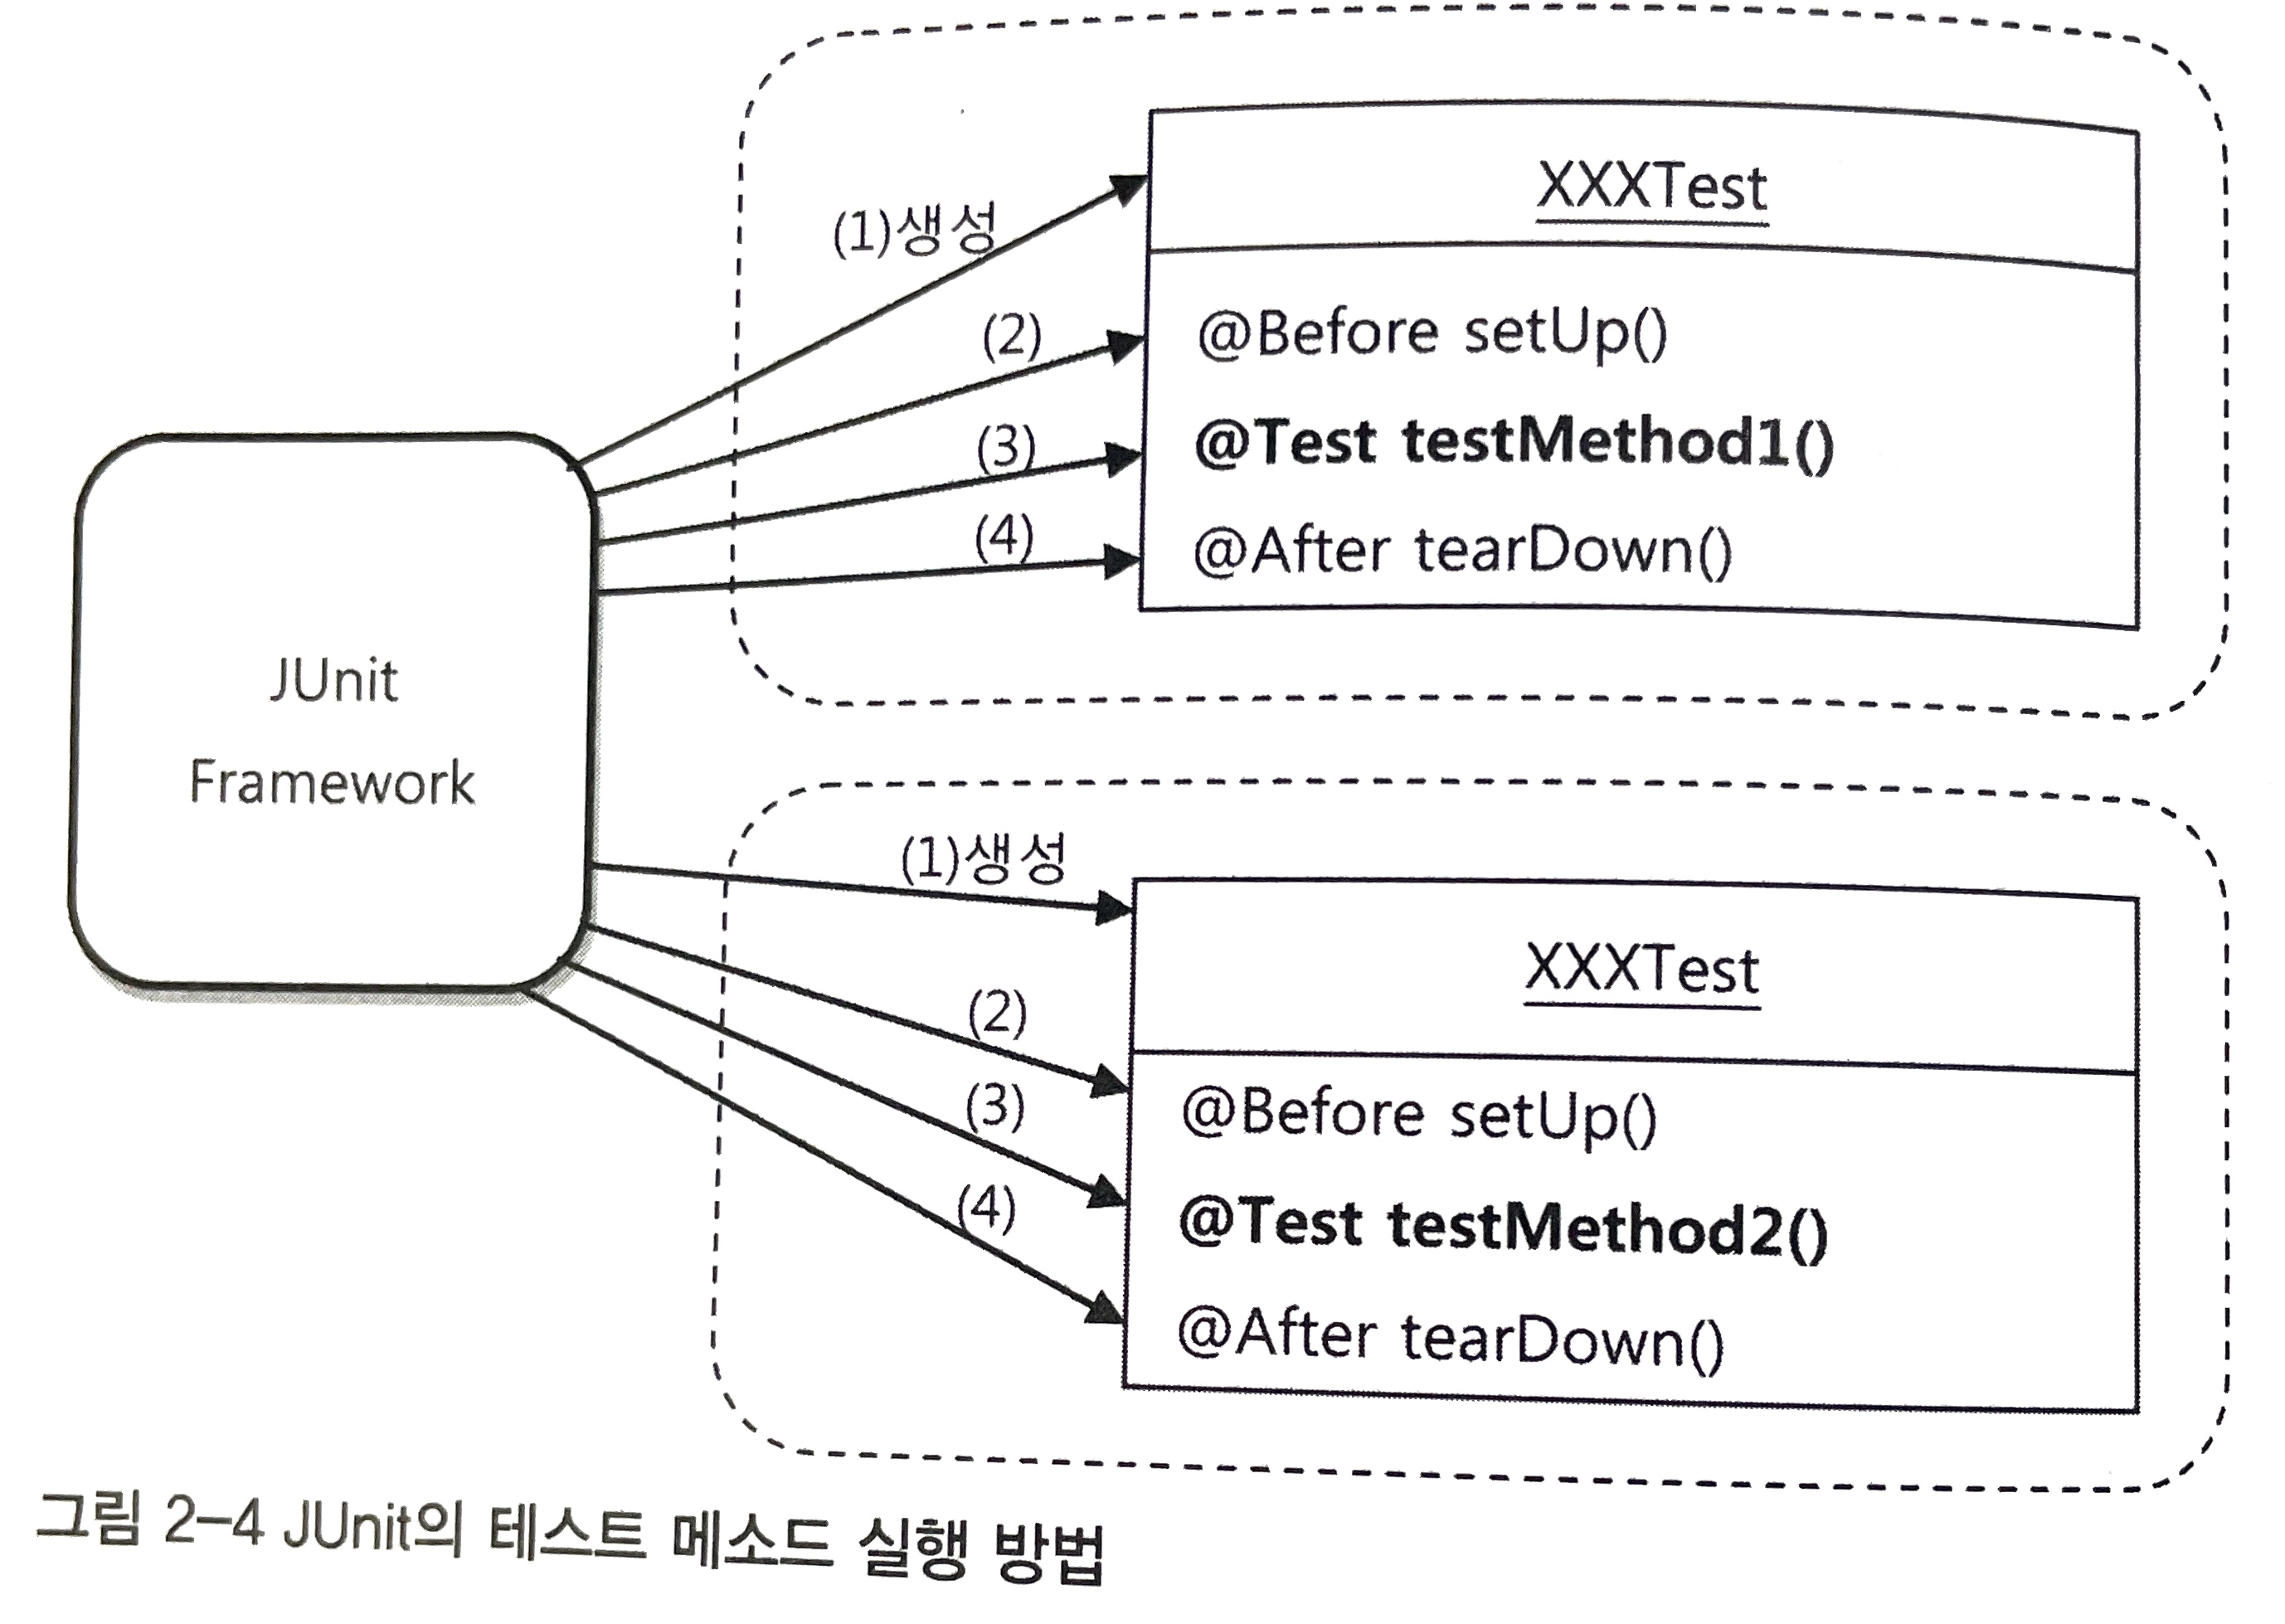 (1)생성
XXXTest
(2)
@Before setUp()
(3)
@Test testMethod1()
(4)
@After tearDown()
JUnit
Framework
(1)생성
XXXTest
(2)
@Before setUp()
(3)
@Test testMethod2()
(4)
@After tearDown()
그림 2-4 JUnit의 테스트 메소드 실행 방법